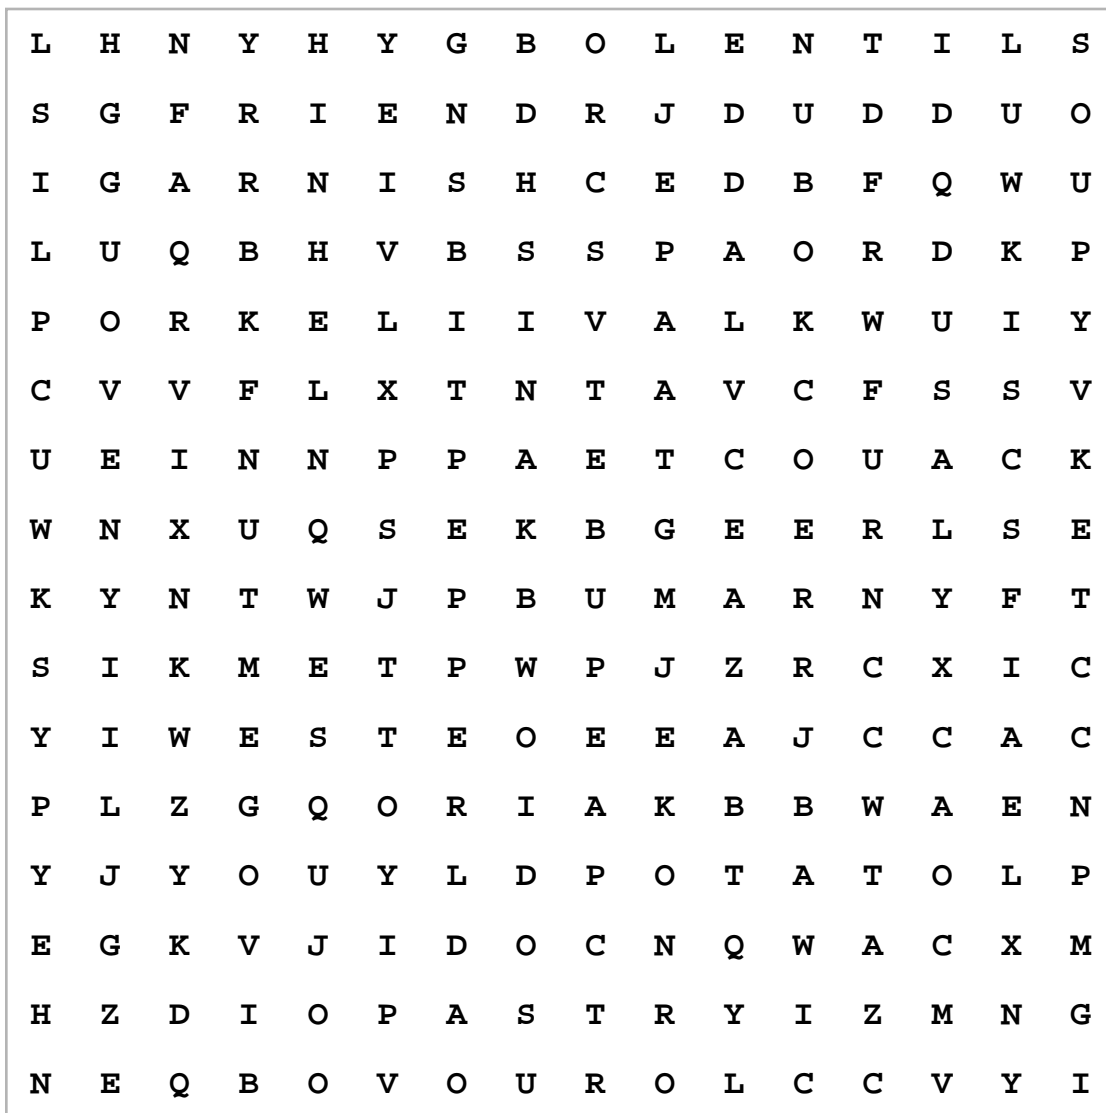 L H N Y H Y G B O L E N T I L S
S G F R I E N D R J D U D D U O
I G A R N I S H C E D B F Q W U
L U Q B H V B S S P A O R D K P
P O R K E L I I V A L K W U I Y
C V V F L X T N T A V C F S S V
U E I N N P P A E T C O U A C K
W N X U Q S E K B G E E R L S E
K Y N T W J P B U M A R N Y F T
S I K M E T P W P J Z R C X I C
Y I W E S T E O E E A J C C A C
P L Z G Q O R I A K B B W A E N
Y J Y O U Y L D P O T A T O L P
E G K V J I D O C N Q W A C X M
H Z D I O P A S T R Y I Z M N G
N E Q B O V O U R O L C C V Y I